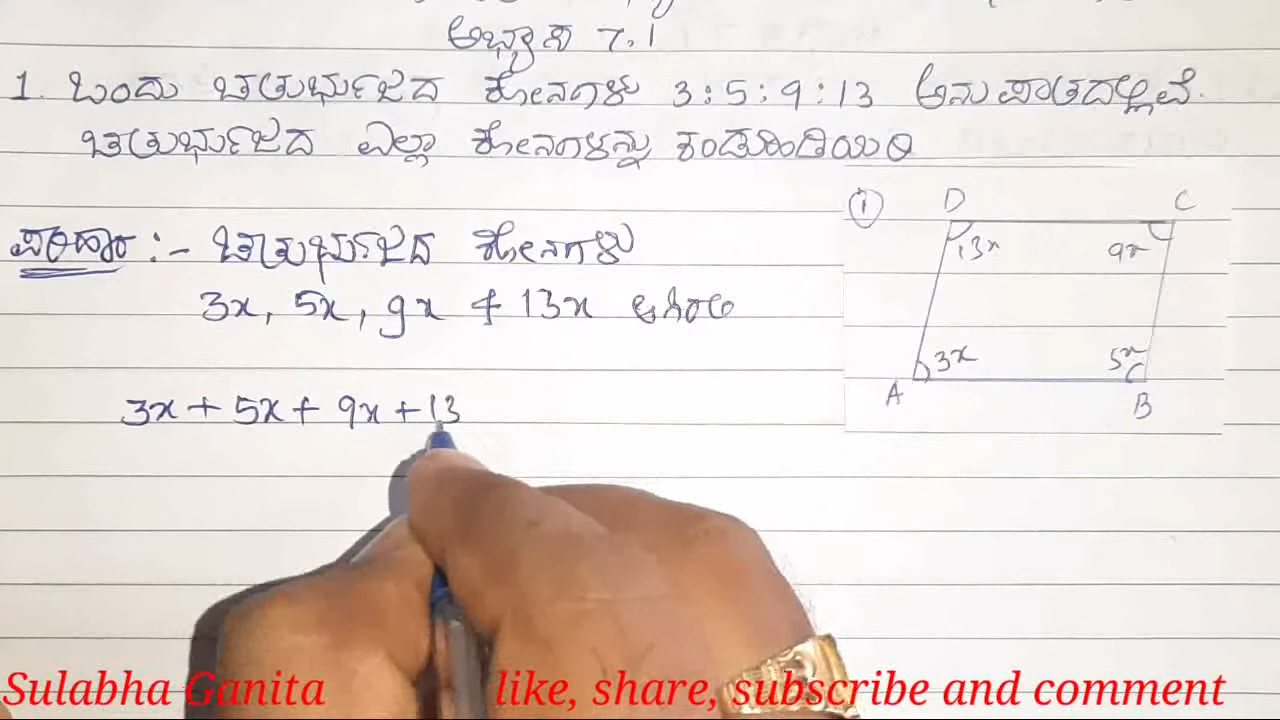 ಅಭ್ಯಾಸ 7.1
1. ಒಂದು ಚತುರ್ಭುಜದ ಕೋನಗಳು 3:5:9:13 ಅನುಪಾತದಲ್ಲಿವೆ.
ಚತುರ್ಭುಜದ ಎಲ್ಲಾ ಕೋನಗಳನ್ನು ಕಂಡುಹಿಡಿಯಿರಿ
ಪರಿಹಾರ :- ಚತುರ್ಭುಜದ ಕೋನಗಳು
3x, 5x, 9x & 13x ಆಗಿರಲಿ
3x + 5x + 9x + 13
1
D C
13x 9x
3x 5x
A B
Sulabha Ganita like, share, subscribe and comment